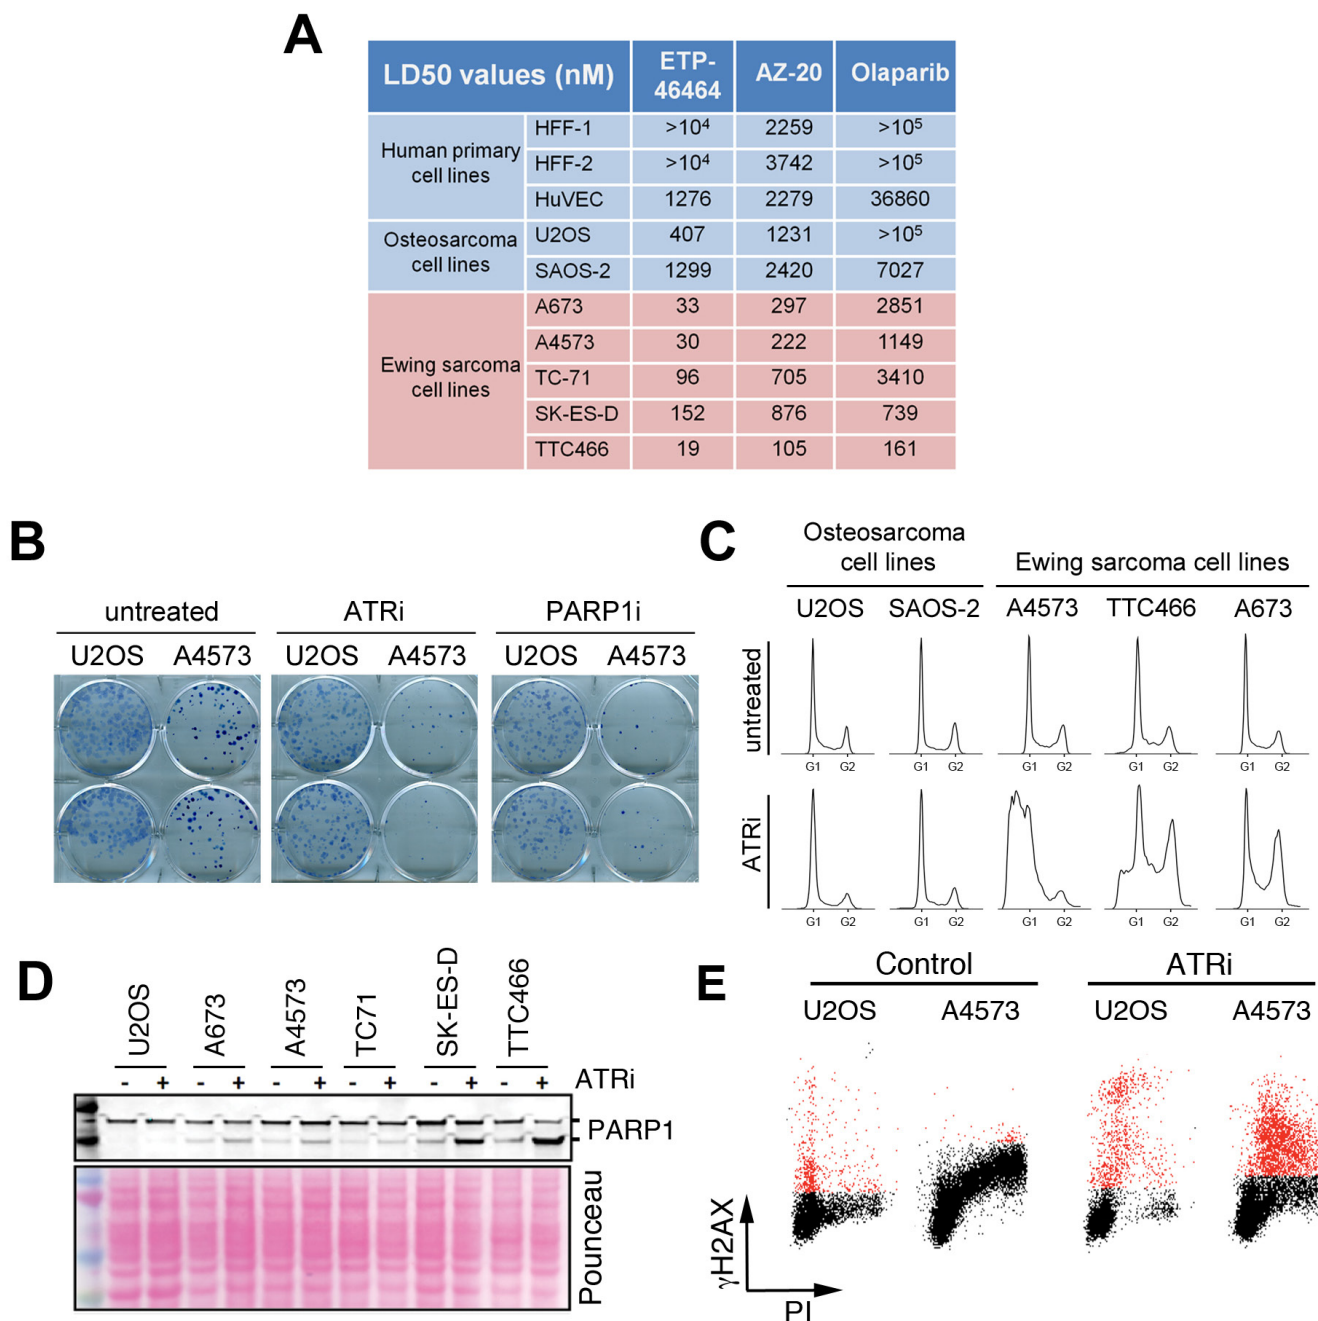 A
LD50 values (nM) ETP-46464 AZ-20 Olaparib
Human primary cell lines
HFF-1 >10⁴ 2259 >10⁵
HFF-2 >10⁴ 3742 >10⁵
HuVEC 1276 2279 36860
Osteosarcoma cell lines
U2OS 407 1231 >10⁵
SAOS-2 1299 2420 7027
Ewing sarcoma cell lines
A673 33 297 2851
A4573 30 222 1149
TC-71 96 705 3410
SK-ES-D 152 876 739
TTC466 19 105 161
B
untreated ATRi PARP1i
U2OS A4573 U2OS A4573 U2OS A4573
C
Osteosarcoma
cell lines
Ewing sarcoma cell lines
U2OS SAOS-2 A4573 TTC466 A673
untreated
G1 G2 G1 G2 G1 G2 G1 G2 G1 G2
ATRi
G1 G2 G1 G2 G1 G2 G1 G2 G1 G2
D
U2OS A673 A4573 TC71 SK-ES-D TTC466
- + - + - + - + - + - + ATRi
PARP1
Pounceau
E
Control ATRi
U2OS A4573 U2OS A4573
γH2AX
PI